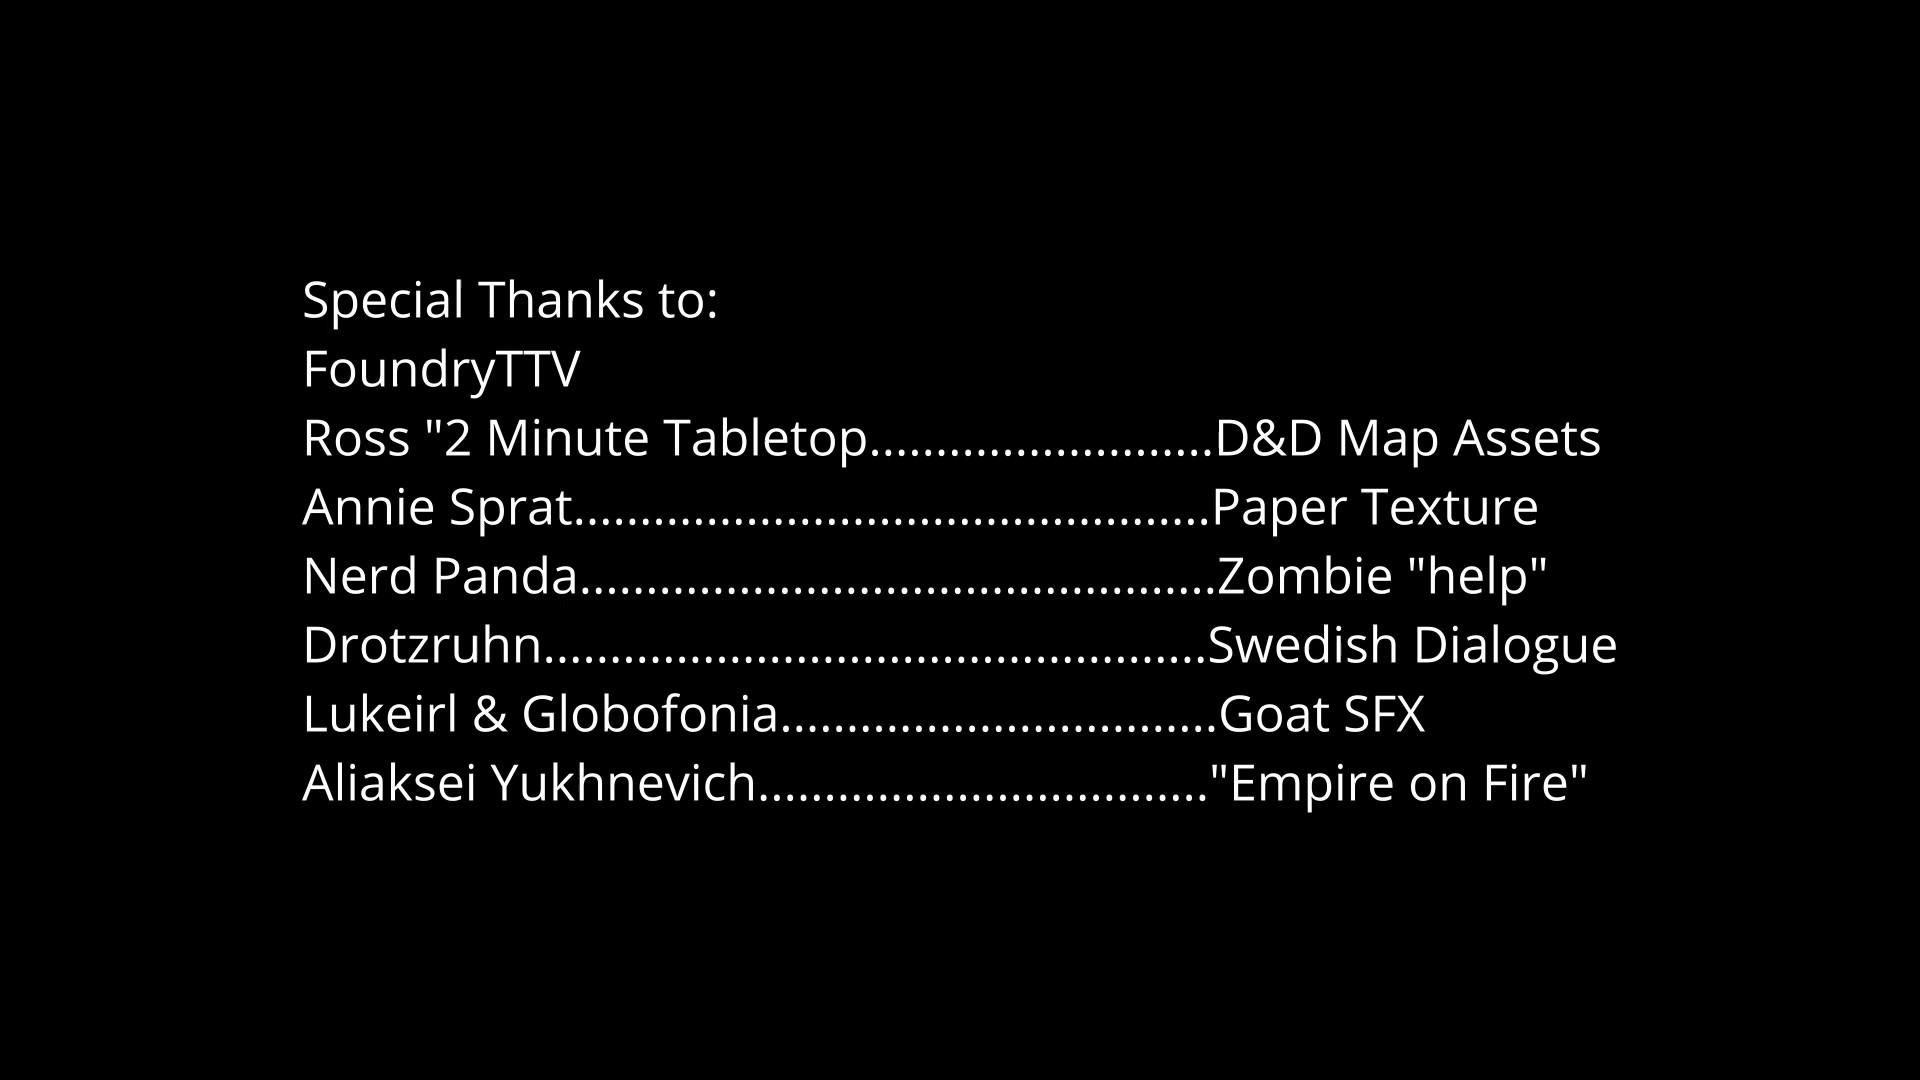 Special Thanks to:
FoundryTTV
Ross "2 Minute Tabletop..........................D&D Map Assets
Annie Sprat................................................Paper Texture
Nerd Panda................................................Zombie "help"
Drotzruhn..................................................Swedish Dialogue
Lukeirl & Globofonia.................................Goat SFX
Aliaksei Yukhnevich.................................."Empire on Fire"